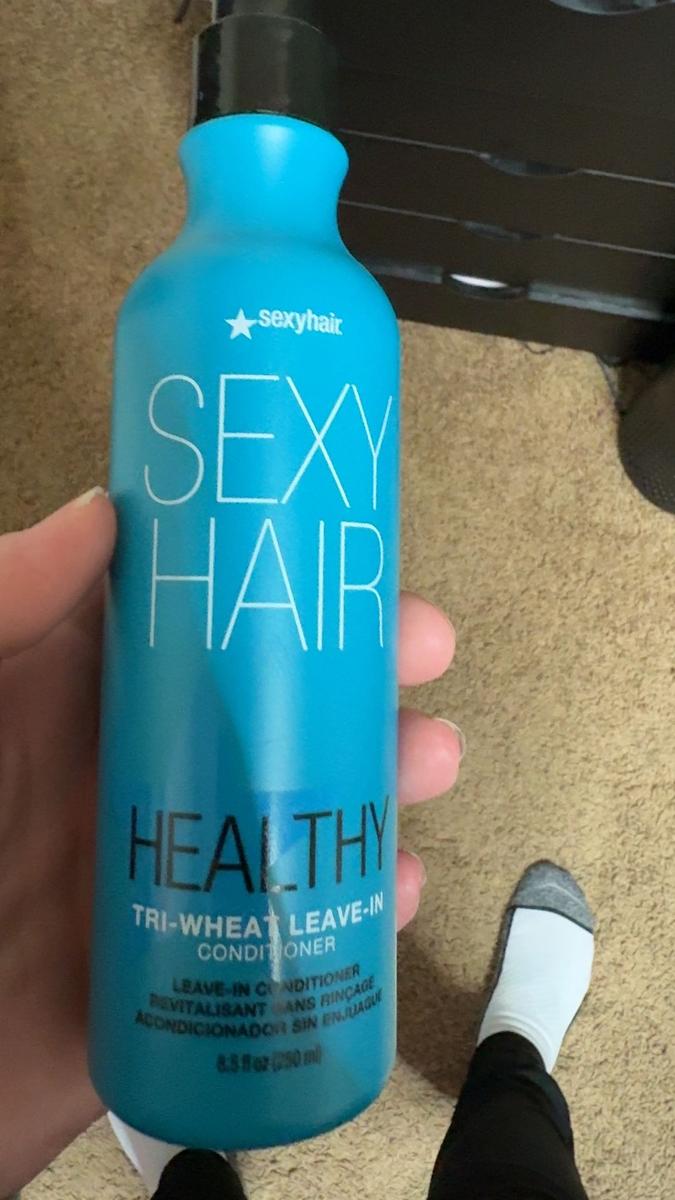 sexyhair
SEXY
HAIR
HEALTHY
TRI-WHEAT LEAVE-IN
CONDITIONER
LEAVE-IN CONDITIONER
REVITALISANT SANS RINÇAGE
ACONDICIONADOR SIN ENJUAGUE
8.5 fl oz (250 ml)